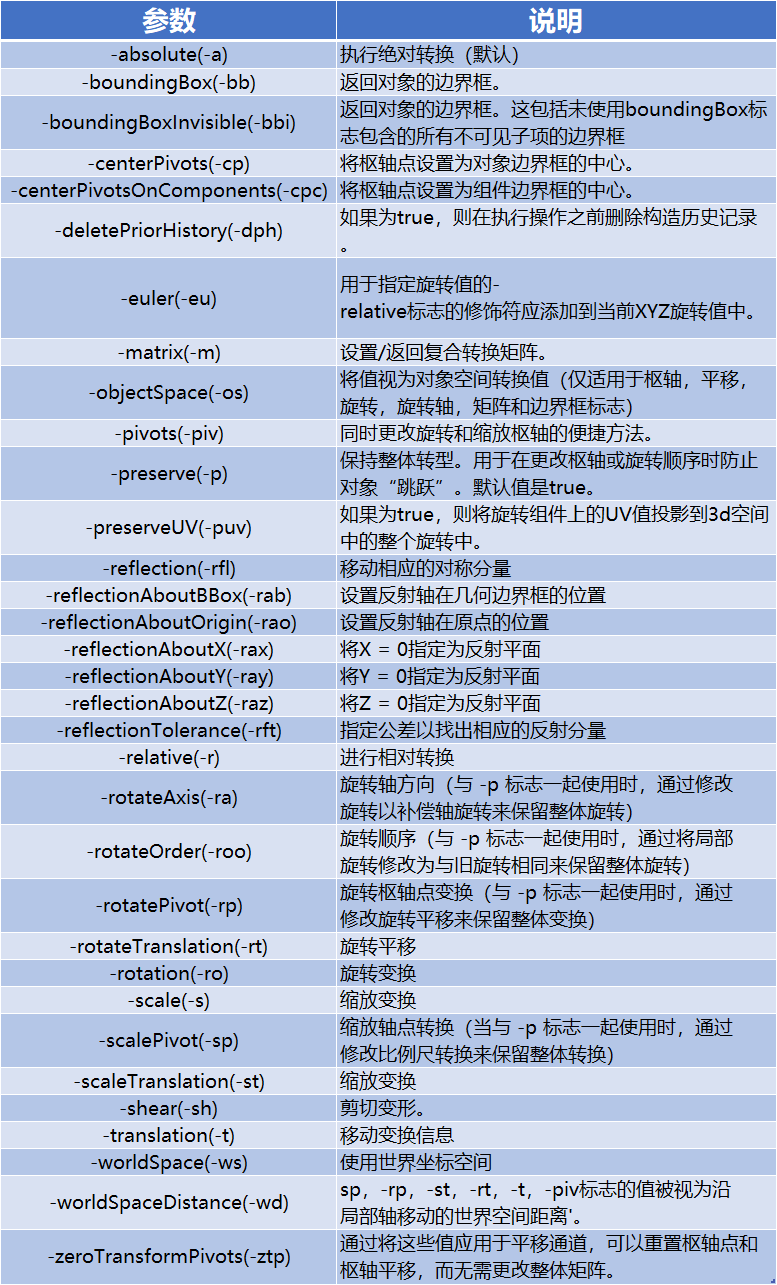 参数 说明
-absolute(-a) 执行绝对转换（默认）
-boundingBox(-bb) 返回对象的边界框。
-boundingBoxInvisible(-bbi) 返回对象的边界框。这包括未使用boundingBox标
志包含的所有不可见子项的边界框
-centerPivots(-cp) 将枢轴点设置为对象边界框的中心。
-centerPivotsOnComponents(-cpc) 将枢轴点设置为组件边界框的中心。
-deletePriorHistory(-dph) 如果为true，则在执行操作之前删除构造历史记录
。
-euler(-eu) 用于指定旋转值的-
relative标志的修饰符应添加到当前XYZ旋转值中。
-matrix(-m) 设置/返回复合转换矩阵。
-objectSpace(-os) 将值视为对象空间转换值（仅适用于枢轴，平移，
旋转，旋转轴，矩阵和边界框标志）
-pivots(-piv) 同时更改旋转和缩放枢轴的便捷方法。
-preserve(-p) 保持整体转型。用于在更改枢轴或旋转顺序时防止
对象“跳跃”。默认值是true。
-preserveUV(-puv) 如果为true，则将旋转组件上的UV值投影到3d空间
中的整个旋转中。
-reflection(-rfl) 移动相应的对称分量
-reflectionAboutBBox(-rab) 设置反射轴在几何边界框的位置
-reflectionAboutOrigin(-rao) 设置反射轴在原点的位置
-reflectionAboutX(-rax) 将X = 0指定为反射平面
-reflectionAboutY(-ray) 将Y = 0指定为反射平面
-reflectionAboutZ(-raz) 将Z = 0指定为反射平面
-reflectionTolerance(-rft) 指定公差以找出相应的反射分量
-relative(-r) 进行相对转换
-rotateAxis(-ra) 旋转轴方向（与 -p 标志一起使用时，通过修改
旋转以补偿轴旋转来保留整体旋转）
-rotateOrder(-roo) 旋转顺序（与 -p 标志一起使用时，通过将局部
旋转修改为与旧旋转相同来保留整体旋转）
-rotatePivot(-rp) 旋转枢轴点变换（与 -p 标志一起使用时，通过
修改旋转平移来保留整体变换）
-rotateTranslation(-rt) 旋转平移
-rotation(-ro) 旋转变换
-scale(-s) 缩放变换
-scalePivot(-sp) 缩放轴点转换（当与 -p 标志一起使用时，通过
修改比例尺转换来保留整体转换）
-scaleTranslation(-st) 缩放变换
-shear(-sh) 剪切变形。
-translation(-t) 移动变换信息
-worldSpace(-ws) 使用世界坐标空间
-worldSpaceDistance(-wd) sp，-rp，-st，-rt，-t，-piv标志的值被视为沿
局部轴移动的世界空间距离'。
-zeroTransformPivots(-ztp) 通过将这些值应用于平移通道，可以重置枢轴点和
枢轴平移，而无需更改整体矩阵。